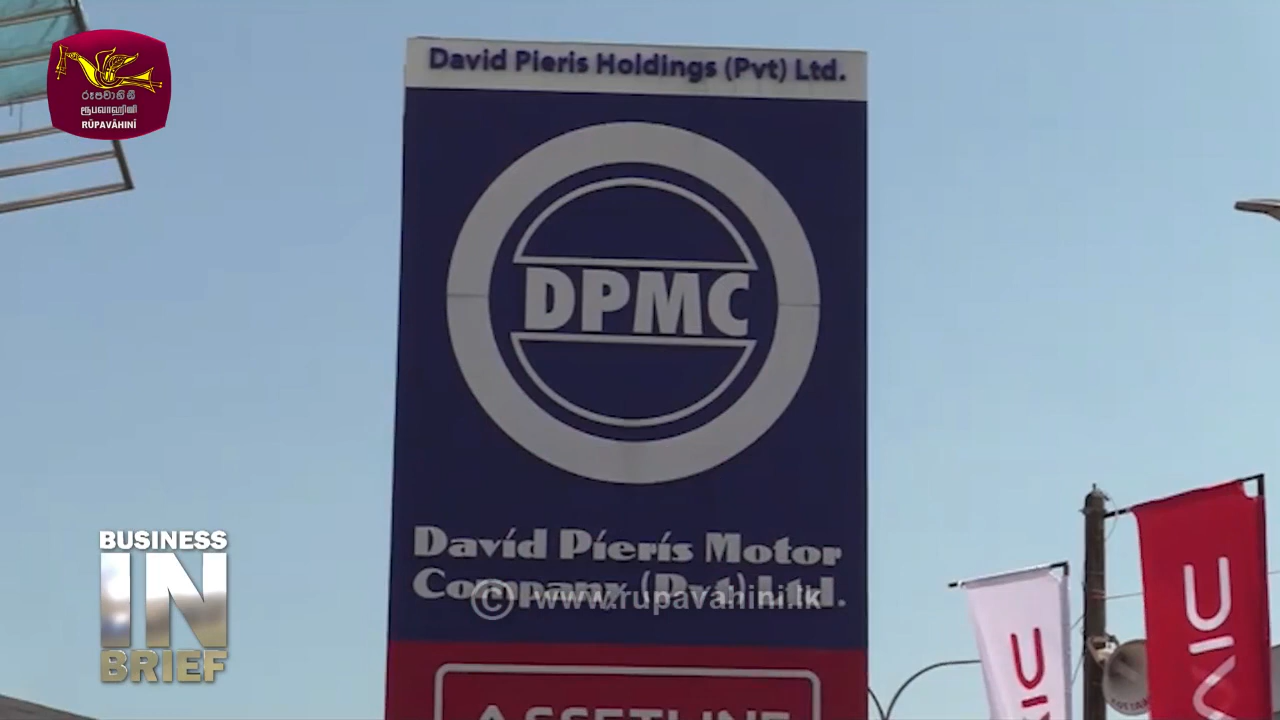 රූපවාහිනී
ரூபவாஹினி
RŪPAVĀHINĪ
David Pieris Holdings (Pvt) Ltd.
DPMC
David Pieris Motor
Company (Pvt) Ltd.
© www.rupavahini.lk
ASSETLINE
BUSINESS
IN
BRIEF